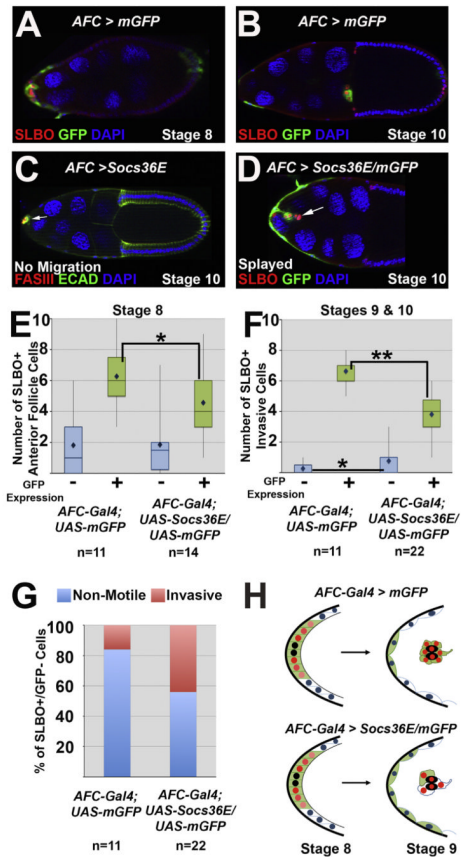 A AFC > mGFP
SLBO GFP DAPI Stage 8
B AFC > mGFP
SLBO GFP DAPI Stage 10
C AFC >Socs36E
No Migration
FASIII ECAD DAPI Stage 10
D AFC > Socs36E/mGFP
Splayed
SLBO GFP DAPI Stage 10
E Stage 8
Number of SLBO+
Anterior Follicle Cells
10
8
6
4
2
0
*
GFP
Expression
- + - +
AFC-Gal4;
UAS-mGFP
AFC-Gal4;
UAS-Socs36E/
UAS-mGFP
n=11 n=14
F Stages 9 & 10
Number of SLBO+
Invasive Cells
10
8
6
4
2
0
**
*
GFP
Expression
- + - +
AFC-Gal4;
UAS-mGFP
AFC-Gal4;
UAS-Socs36E/
UAS-mGFP
n=11 n=22
G Non-Motile Invasive
% of SLBO+/GFP- Cells
100
80
60
40
20
AFC-Gal4;
UAS-mGFP
AFC-Gal4;
UAS-Socs36E/
UAS-mGFP
n=11 n=22
H AFC-Gal4 > mGFP
AFC-Gal4 > Socs36E/mGFP
Stage 8 Stage 9